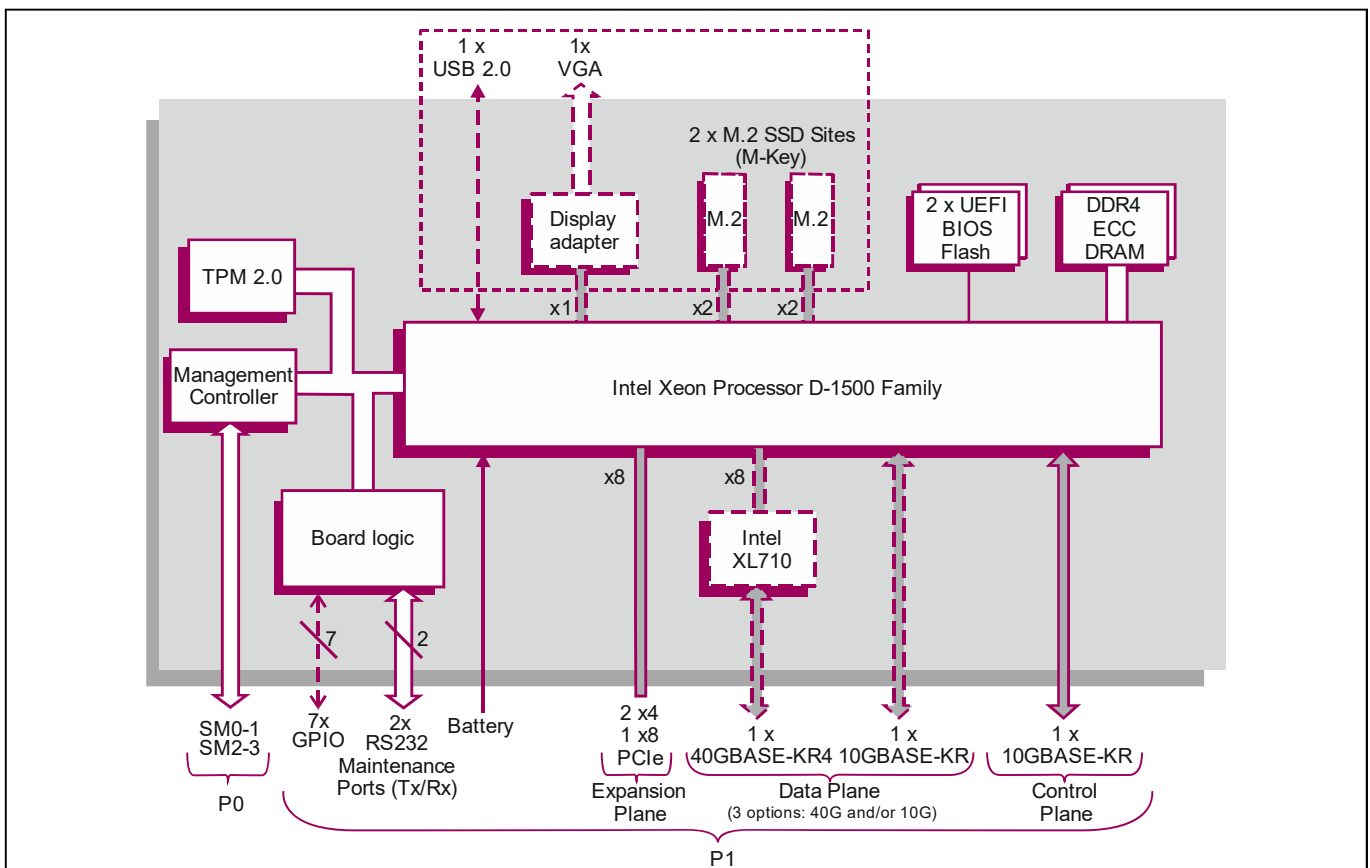 1 x
USB 2.0
1x
VGA
2 x M.2 SSD Sites
(M-Key)
Display
adapter
M.2
M.2
2 x UEFI
BIOS
Flash
DDR4
ECC
DRAM
TPM 2.0
x1
x2
x2
Management
Controller
Intel Xeon Processor D-1500 Family
x8
x8
Board logic
Intel
XL710
7
2
SM0-1
SM2-3
P0
7x
GPIO
2x
RS232
Maintenance
Ports (Tx/Rx)
Battery
2 x4
1 x8
PCIe
Expansion
Plane
1 x
40GBASE-KR4
1 x
10GBASE-KR
Data Plane
(3 options: 40G and/or 10G)
1 x
10GBASE-KR
Control
Plane
P1